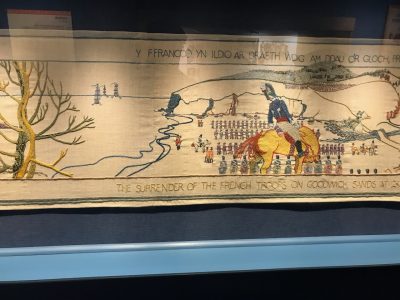 Y FFRANCOD YN ILDIO AR DRAETH WDIG AM DDAU O'R GLOCH,
THE SURRENDER OF THE FRENCH TROOPS ON GOODWICK SANDS AT